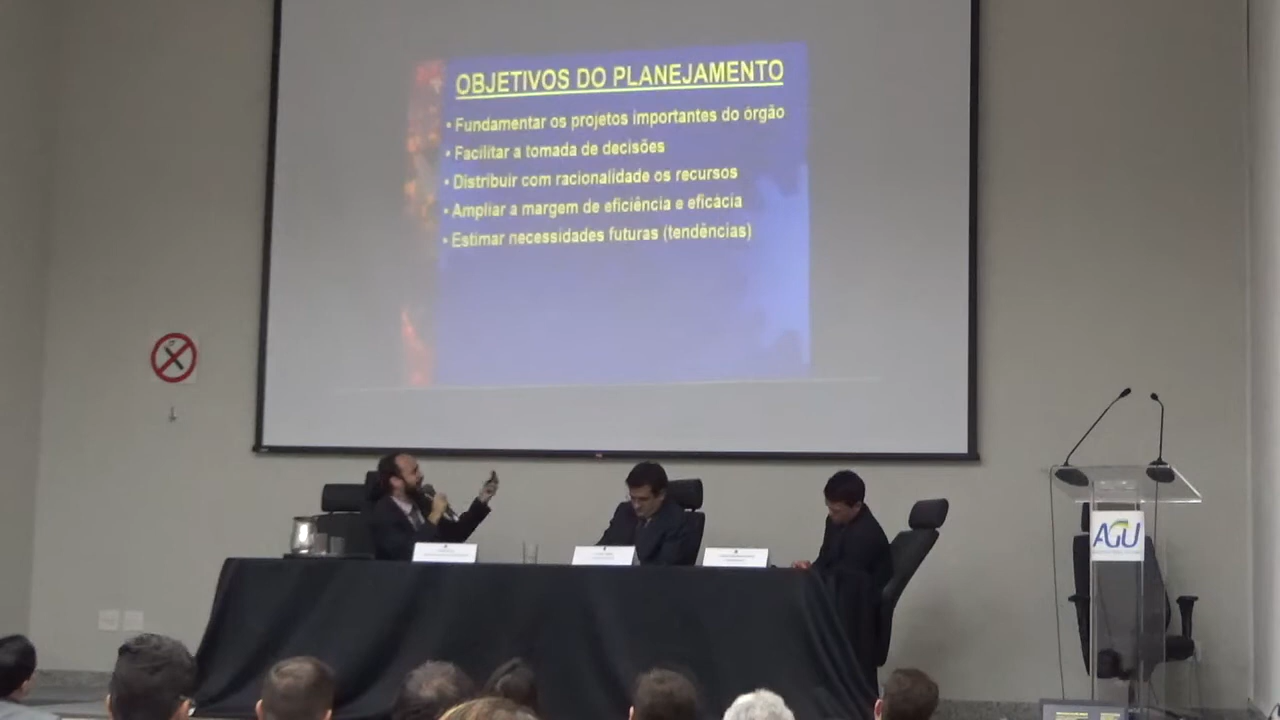 OBJETIVOS DO PLANEJAMENTO
• Fundamentar os projetos importantes do órgão
• Facilitar a tomada de decisões
• Distribuir com racionalidade os recursos
• Ampliar a margem de eficiência e eficácia
• Estimar necessidades futuras (tendências)
AGU